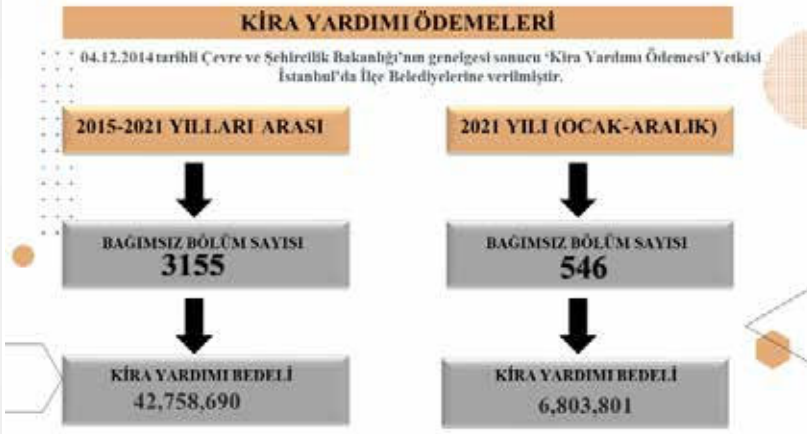 KİRA YARDIMI ÖDEMELERİ
04.12.2014 tarihli Çevre ve Şehircilik Bakanlığı'nın genelgesi sonucu ‘Kira Yardımı Ödemesi’ Yetkisi
İstanbul'da İlçe Belediyelerine verilmiştir.
2015-2021 YILLARI ARASI
BAĞIMSIZ BÖLÜM SAYISI
3155
KİRA YARDIMI BEDELİ
42,758,690
2021 YILI (OCAK-ARALIK)
BAĞIMSIZ BÖLÜM SAYISI
546
KİRA YARDIMI BEDELİ
6,803,801